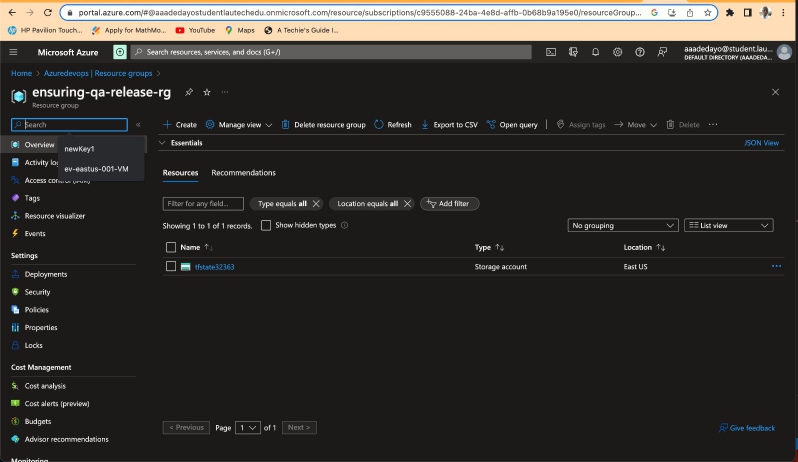 portal.azure.com/#@aaadedayostudentlautechedu.onmicrosoft.com/resource/subscriptions/c9555088-24ba-4e8d-affb-0b68b9a195e0/resourceGroup...
HP Pavilion Touch...
Apply for MathMo...
YouTube
Maps
A Techie's Guide I...
Microsoft Azure
Search resources, services, and docs (G+/)
aaadedayo@student.lau...
DEFAULT DIRECTORY (AAADEDA...
Home > Azuredevops | Resource groups >
ensuring-qa-release-rg
Resource group
Search
Create
Manage view
Delete resource group
Refresh
Export to CSV
Open query
Assign tags
Move
Delete
newKey1
ev-eastus-001-VM
Overview
Activity log
Access control (IAM)
Tags
Resource visualizer
Events
Settings
Deployments
Security
Policies
Properties
Locks
Cost Management
Cost analysis
Cost alerts (preview)
Budgets
Advisor recommendations
Monitoring
Essentials
JSON View
Resources
Recommendations
Filter for any field...
Type equals all
Location equals all
Add filter
Showing 1 to 1 of 1 records.
Show hidden types
No grouping
List view
Name
Type
Location
tfstate32363
Storage account
East US
< Previous
Page
1
of 1
Next >
Give feedback